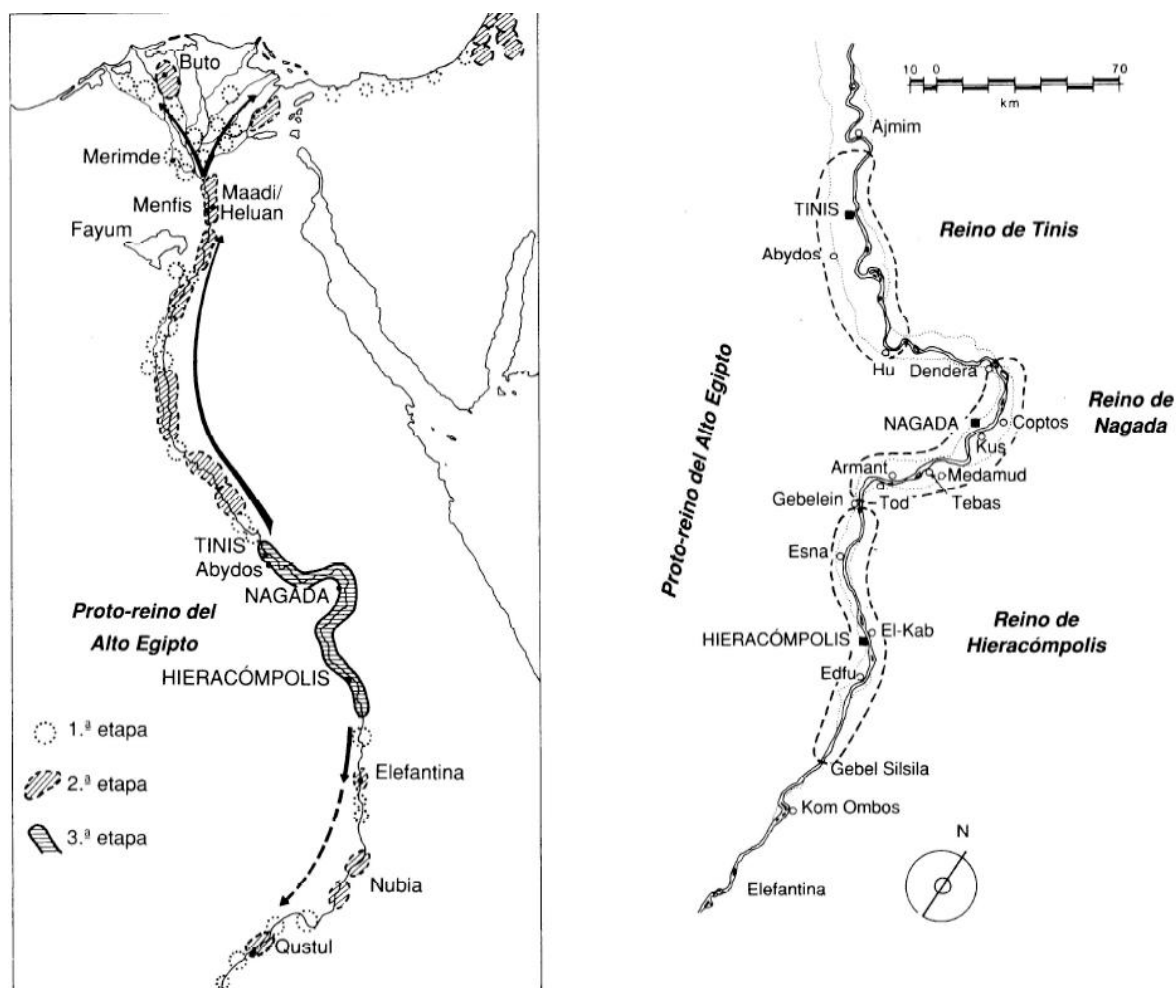 Buto
Merimde
Menfis
Maadi/
Heluan
Fayum
TINIS
Abydos
NAGADA
Proto-reino del
Alto Egipto
HIERACÓMPOLIS
1.ª etapa
2.ª etapa
3.ª etapa
Elefantina
Nubia
Qustul
10 0 70
km
Ajmim
TINIS
Reino de Tinis
Abydos
Proto-reino del Alto Egipto
Hu
Dendera
NAGADA
Reino de
Nagada
Coptos
Kus
Armant
Medamud
Gebelein
Tod
Tebas
Esna
El-Kab
HIERACÓMPOLIS
Reino de
Hieracómpolis
Edfu
Gebel Silsila
Kom Ombos
N
Elefantina